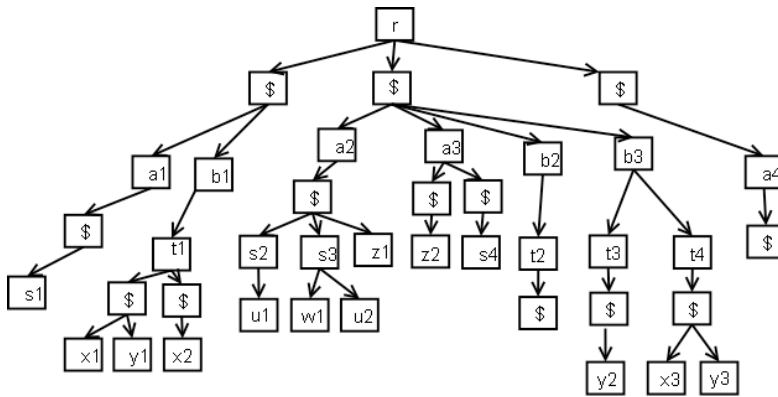 r
$ $ $
a1 b1 a2 a3 b2 b3 a4
$ $ $ $
$ t1 s2 s3 z1 z2 s4 t2 t3 t4 $
s1 $ $ u1 w1 u2 $ $ $
x1 y1 x2 y2 x3 y3